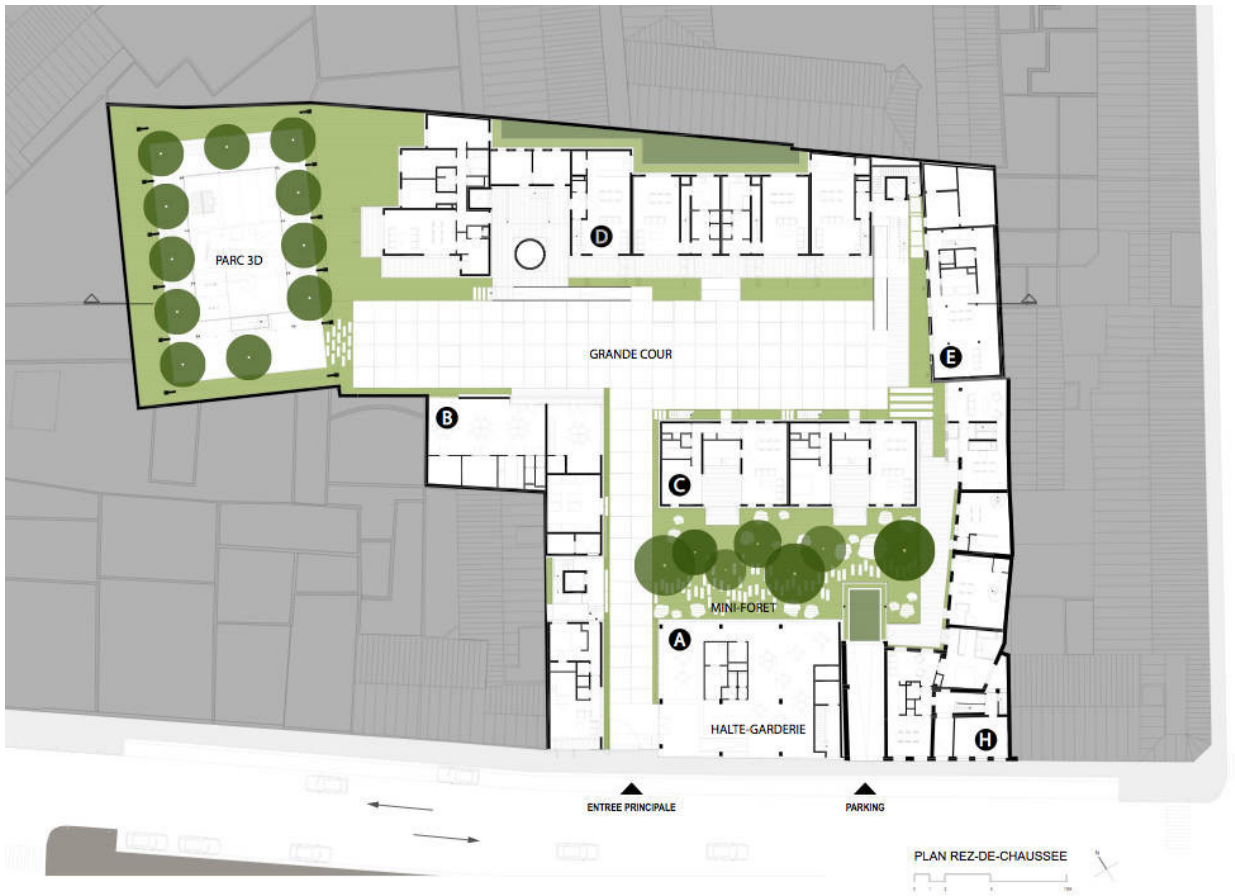 D
PARC 3D
GRANDE COUR
E
B
C
MINI-FORET
A
HALTE-GARDERIE
H
ENTREE PRINCIPALE
PARKING
PLAN REZ-DE-CHAUSSEE